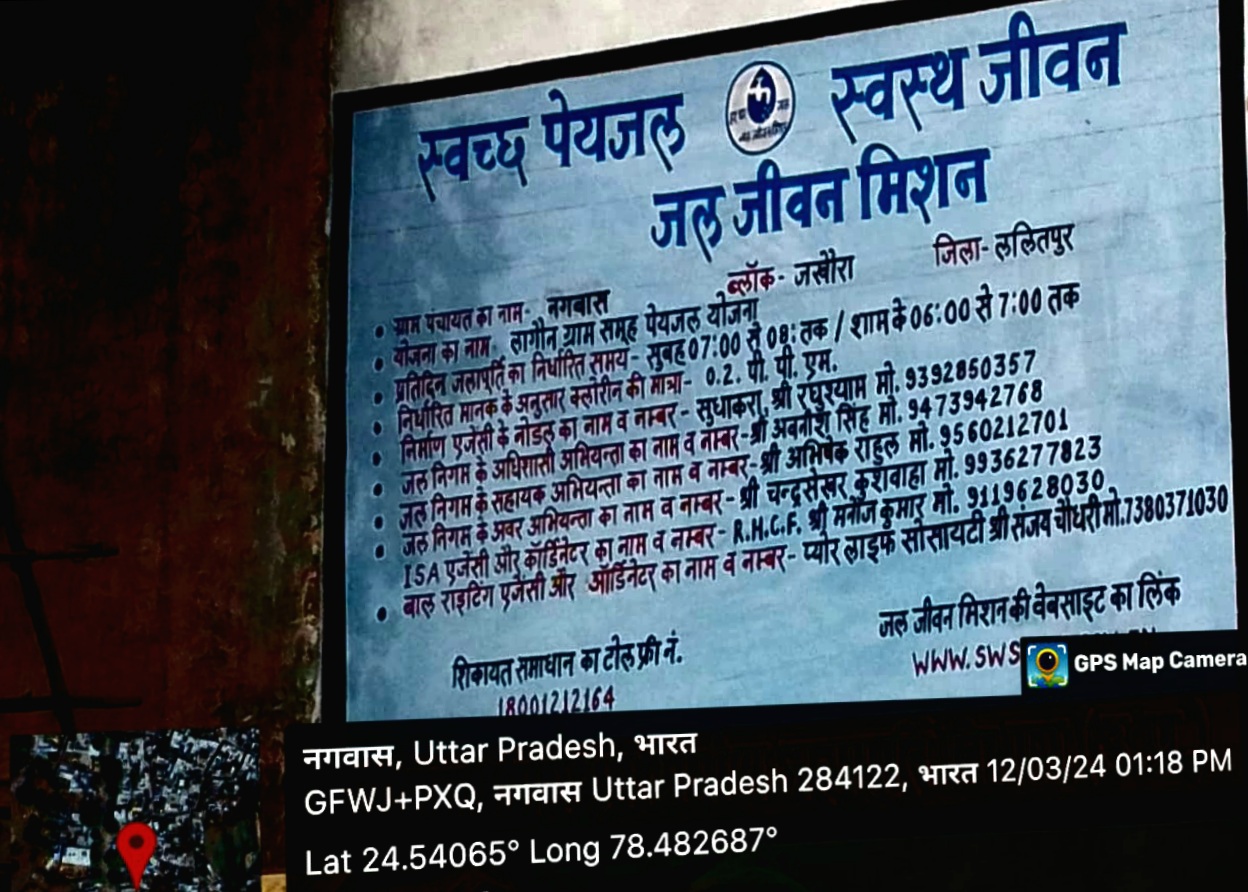 स्वच्छ पेयजल स्वस्थ जीवन
जल जीवन मिशन
ब्लॉक- जखौरा जिला- ललितपुर
ग्राम पंचायत का नाम- नगवास
योजना का नाम लागौन ग्राम समूह पेयजल योजना
प्रतिदिन जलापूर्ति का निर्धारित समय- सुबह 07:00 से 08: तक / शाम के 06:00 से 7:00 तक
निर्धारित मानक के अनुसार क्लोरीन की मात्रा- 0.2. पी. पी. एम.
निर्माण एजेंसी के नोडल का नाम व नम्बर- सुधाकरा, श्री रघुश्याम मो. 9392850357
जल निगम के अधिशासी अभियन्ता का नाम व नम्बर-श्री अवनीश सिंह मो. 9473942768
जल निगम के सहायक अभियन्ता का नाम व नम्बर-श्री अभिषेक राहुल मो. 9560212701
जल निगम के अवर अभियन्ता का नाम व नम्बर- श्री चन्द्रसेखर कुशवाहा मो. 9936277823
ISA एजेंसी और कॉर्डिनेटर का नाम व नम्बर- R.H.C.F. श्री मनोज कुमार मो. 9119628030
बाल राइटिंग एजेंसी और ऑर्डिनेटर का नाम व नम्बर- प्योर लाइफ सोसायटी श्री संजय चौधरी मो.7380371030
जल जीवन मिशन की वेबसाइट का लिंक
शिकायत समाधान का टोल फ्री नं.
WWW.SWS
18001212164
GPS Map Camera
नगवास, Uttar Pradesh, भारत
GFWJ+PXQ, नगवास Uttar Pradesh 284122, भारत 12/03/24 01:18 PM
Lat 24.54065° Long 78.482687°